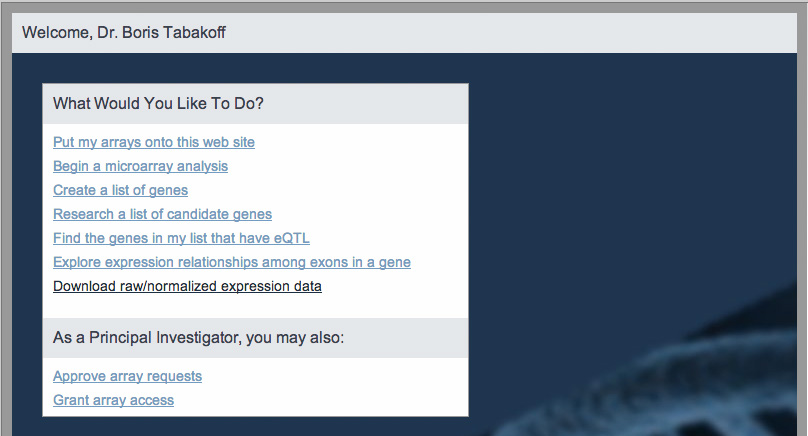 Welcome, Dr. Boris Tabakoff
What Would You Like To Do?
Put my arrays onto this web site
Begin a microarray analysis
Create a list of genes
Research a list of candidate genes
Find the genes in my list that have eQTL
Explore expression relationships among exons in a gene
Download raw/normalized expression data
As a Principal Investigator, you may also:
Approve array requests
Grant array access